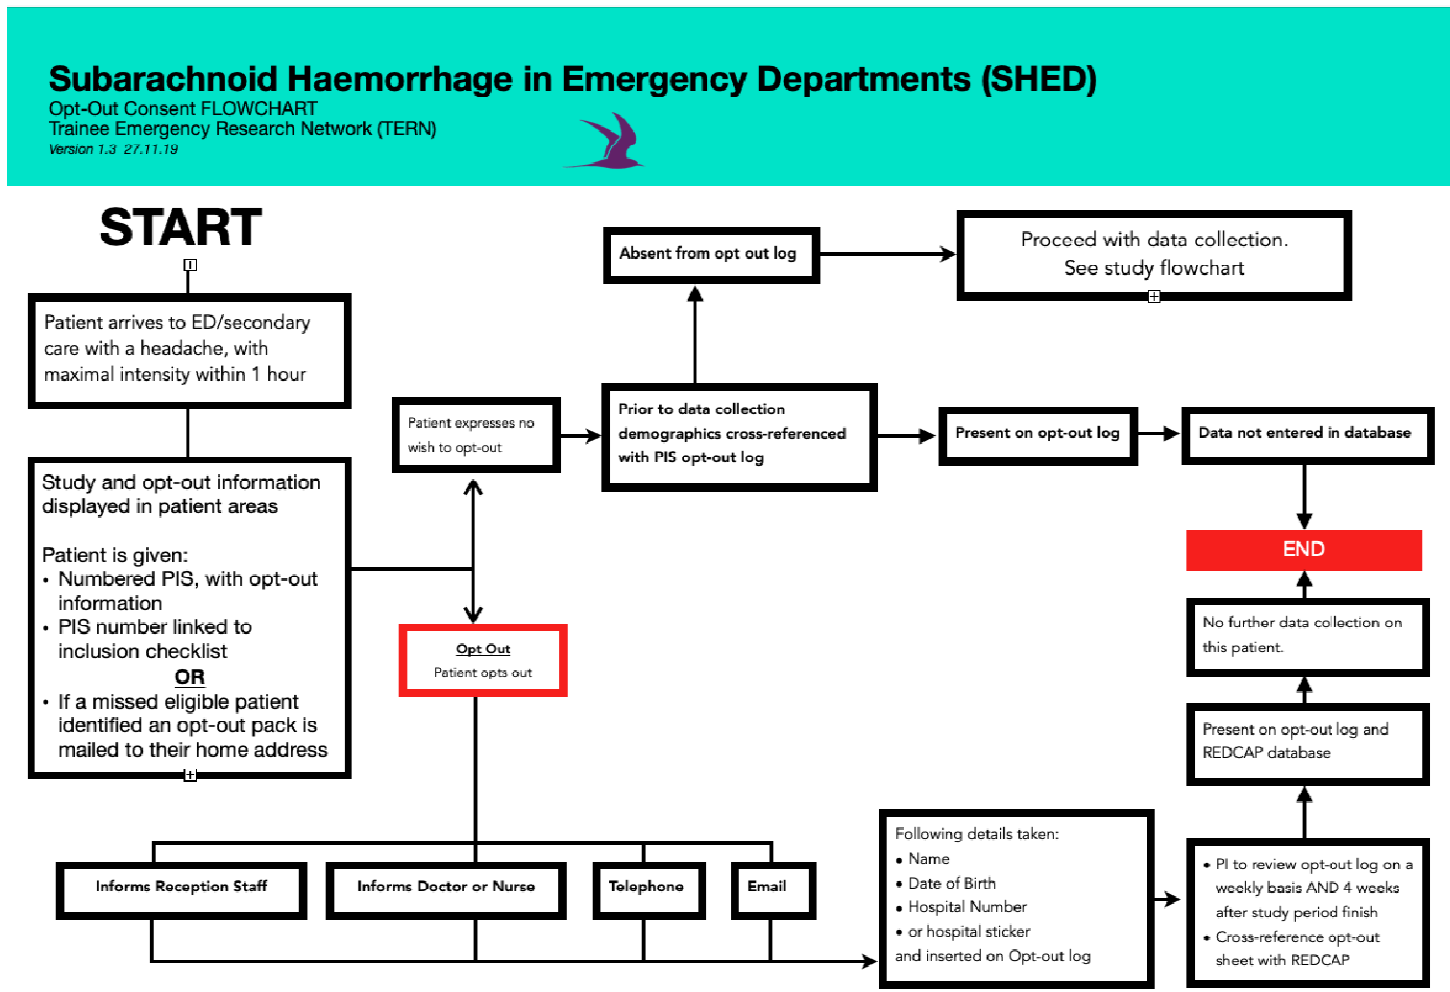 Subarachnoid Haemorrhage in Emergency Departments (SHED)
Opt-Out Consent FLOWCHART
Trainee Emergency Research Network (TERN)
Version 1.3 27.11.19
START
Patient arrives to ED/secondary
care with a headache, with
maximal intensity within 1 hour
Study and opt-out information
displayed in patient areas
Patient is given:
• Numbered PIS, with opt-out
information
• PIS number linked to
inclusion checklist
OR
• If a missed eligible patient
identified an opt-out pack is
mailed to their home address
Patient expresses no
wish to opt-out
Opt Out
Patient opts out
Absent from opt out log
Proceed with data collection.
See study flowchart
Prior to data collection
demographics cross-referenced
with PIS opt-out log
Present on opt-out log
Data not entered in database
END
No further data collection on
this patient.
Present on opt-out log and
REDCAP database
Informs Reception Staff
Informs Doctor or Nurse
Telephone
Email
Following details taken:
• Name
• Date of Birth
• Hospital Number
• or hospital sticker
and inserted on Opt-out log
• PI to review opt-out log on a
weekly basis AND 4 weeks
after study period finish
• Cross-reference opt-out
sheet with REDCAP